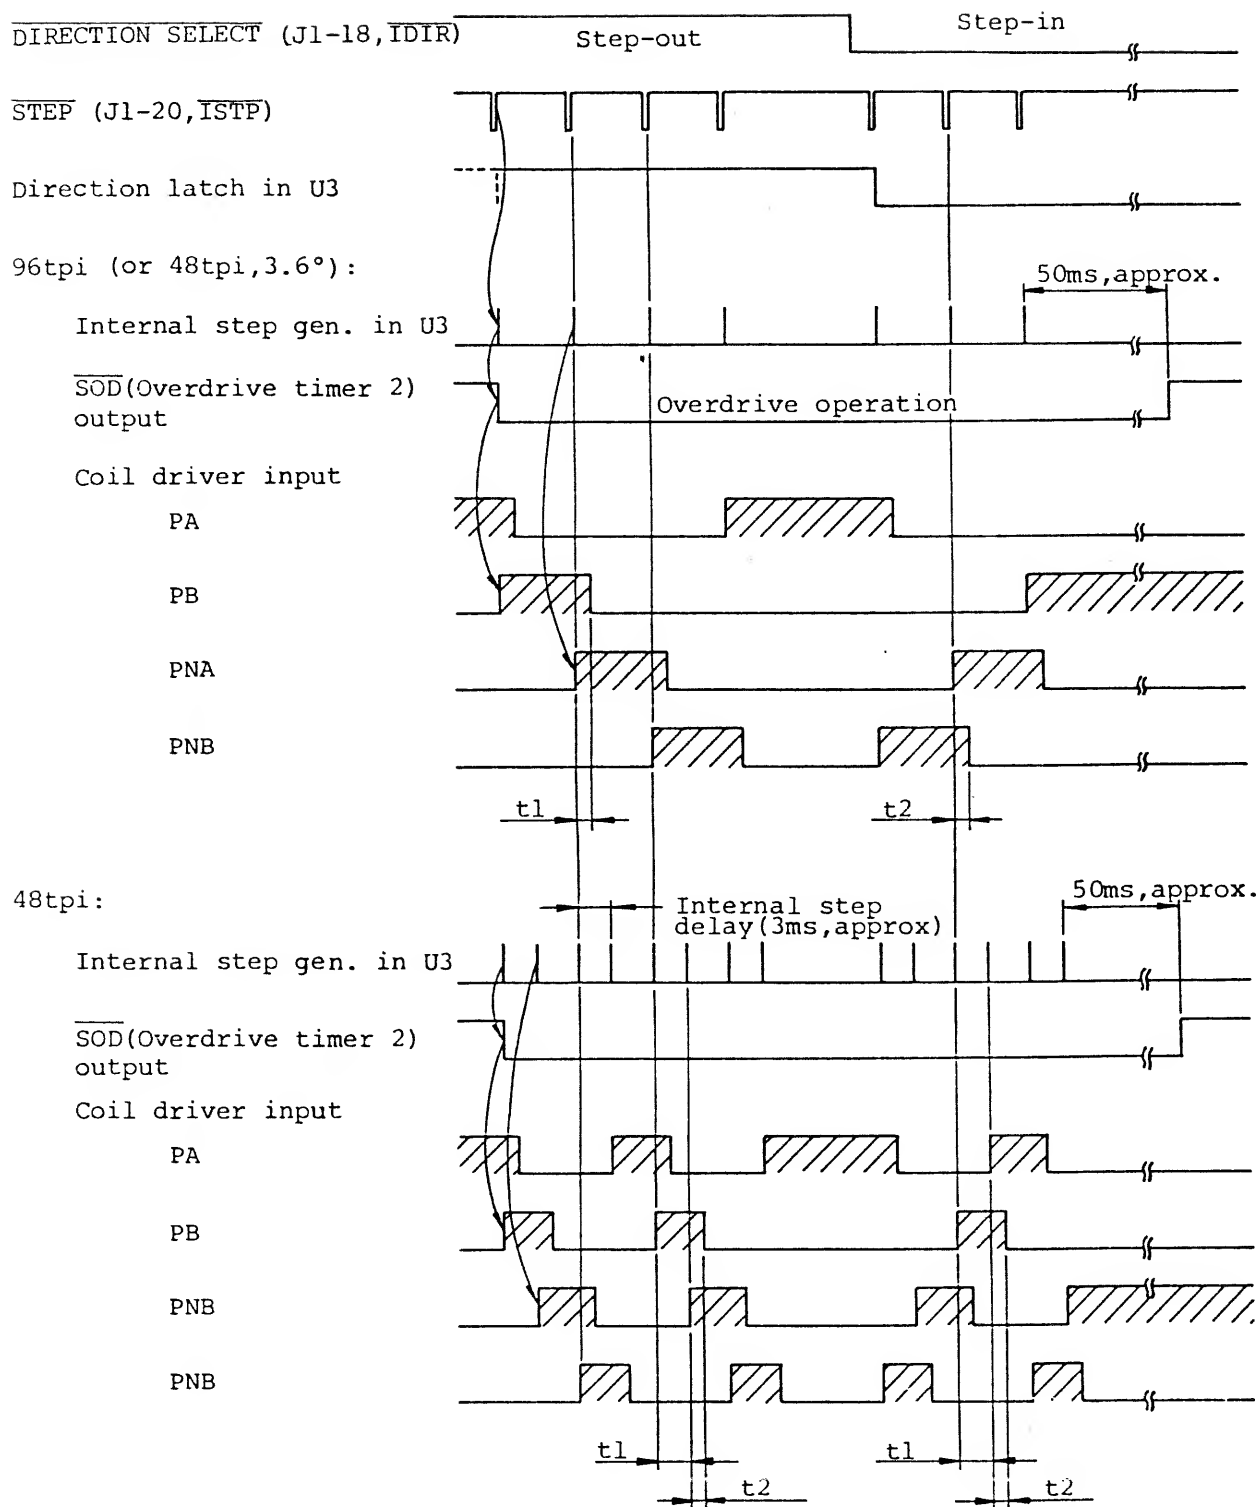 DIRECTION SELECT (J1-18,IDIR)
Step-out
Step-in
STEP (J1-20,ISTP)
Direction latch in U3
96tpi (or 48tpi,3.6°):
50ms,approx.
Internal step gen. in U3
SOD(Overdrive timer 2)
output
Overdrive operation
Coil driver input
PA
PB
PNA
PNB
t1
t2
48tpi:
Internal step
delay(3ms,approx)
50ms,approx.
Internal step gen. in U3
SOD(Overdrive timer 2)
output
Coil driver input
PA
PB
PNB
PNB
t1
t1
t2
t2